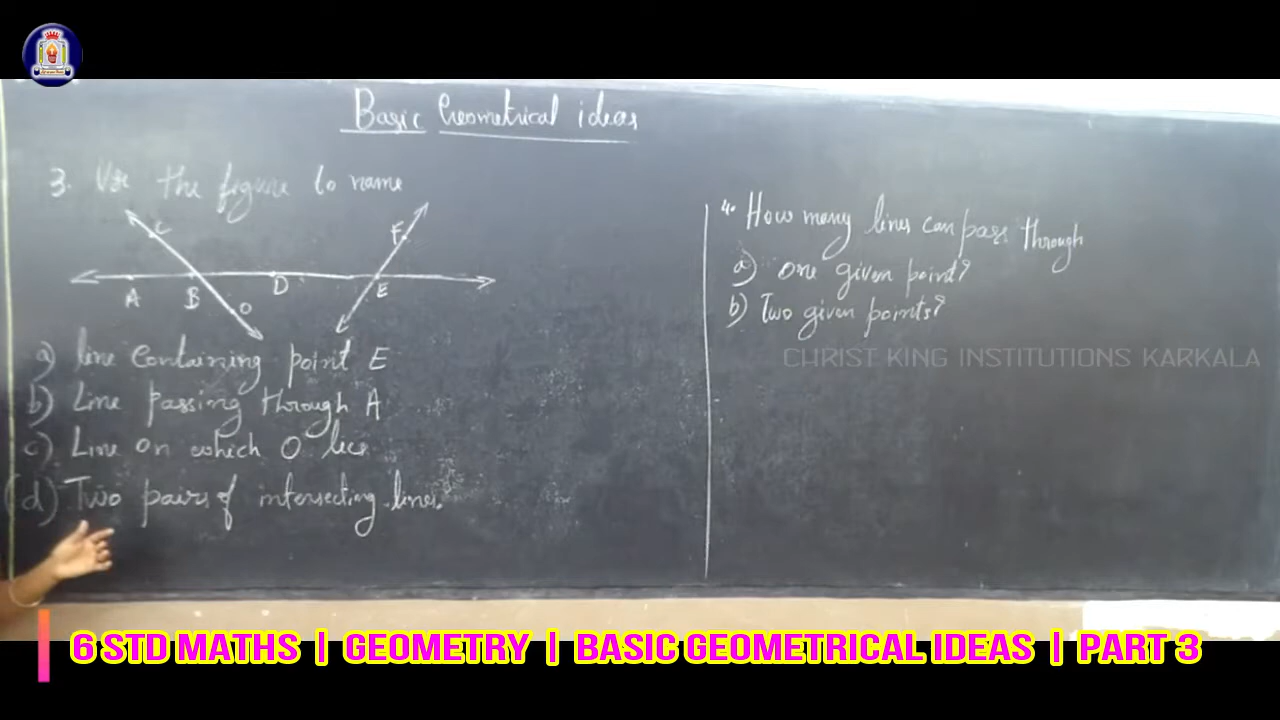 Basic Geometrical ideas
3. Use the figure to name
C
F
A
B
D
E
O
a) line containing point E
b) Line passing through A
c) Line on which O lies
(d) Two pairs of intersecting lines.
4. How many lines can pass through
a) one given point?
b) Two given points?
CHRIST KING INSTITUTIONS KARKALA
6 STD MATHS | GEOMETRY | BASIC GEOMETRICAL IDEAS | PART 3